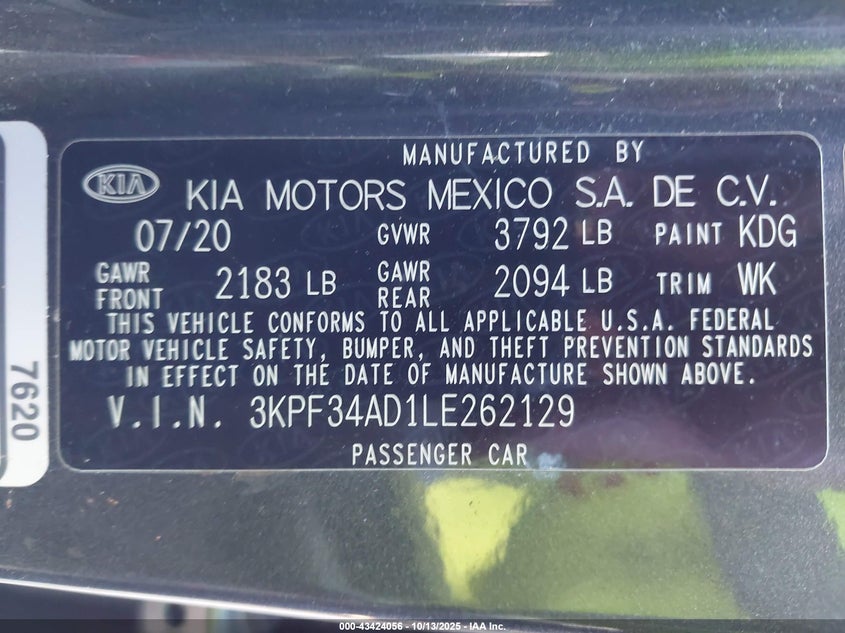 MANUFACTURED BY
KIA KIA MOTORS MEXICO S.A. DE C.V.
07/20 GVWR 3792 LB PAINT KDG
GAWR FRONT 2183 LB GAWR REAR 2094 LB TRIM WK
THIS VEHICLE CONFORMS TO ALL APPLICABLE U.S.A. FEDERAL
MOTOR VEHICLE SAFETY, BUMPER, AND THEFT PREVENTION STANDARDS
IN EFFECT ON THE DATE OF MANUFACTURE SHOWN ABOVE.
V.I.N. 3KPF34AD1LE262129
PASSENGER CAR
7620
000-43424056 - 10/13/2025 - IAA Inc.